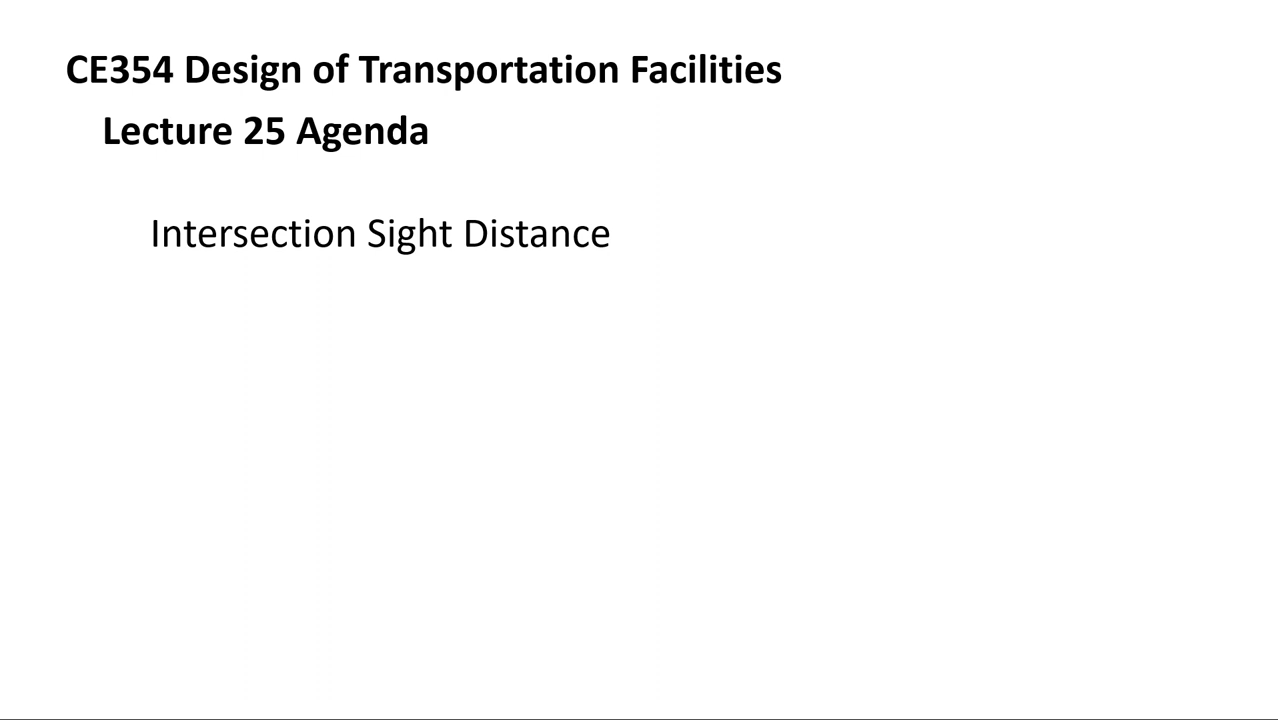 CE354 Design of Transportation Facilities
Lecture 25 Agenda
Intersection Sight Distance